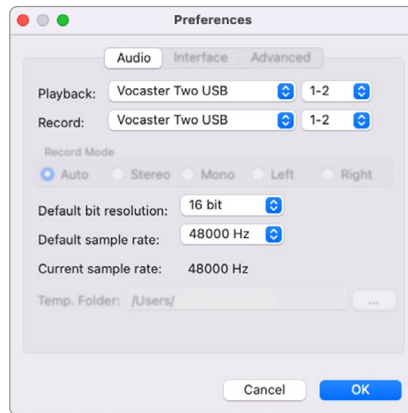 Preferences
Audio Interface Advanced
Playback: Vocaster Two USB 1-2
Record: Vocaster Two USB 1-2
Record Mode
Auto Stereo Mono Left Right
Default bit resolution: 16 bit
Default sample rate: 48000 Hz
Current sample rate: 48000 Hz
Temp. Folder: /Users/ ...
Cancel OK